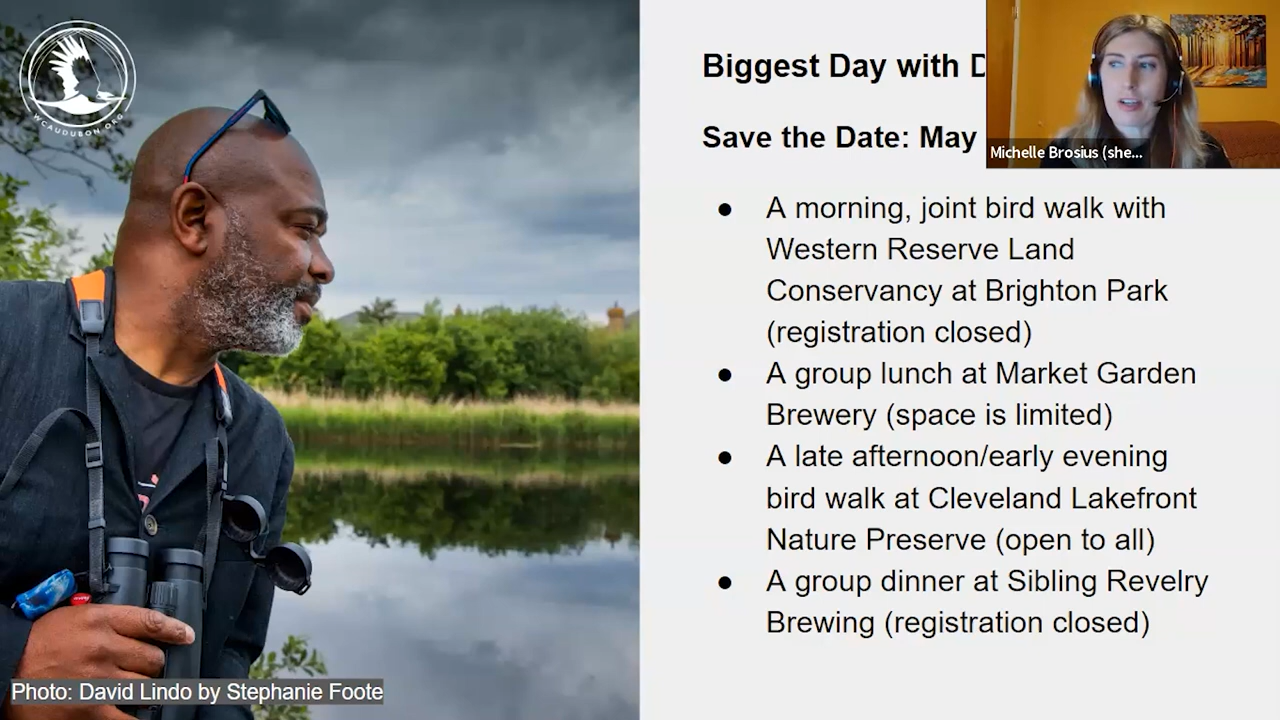 WCAUDUBON.ORG
Biggest Day with
Save the Date: May
Michelle Brosius (she...
● A morning, joint bird walk with
Western Reserve Land
Conservancy at Brighton Park
(registration closed)
● A group lunch at Market Garden
Brewery (space is limited)
● A late afternoon/early evening
bird walk at Cleveland Lakefront
Nature Preserve (open to all)
● A group dinner at Sibling Revelry
Brewing (registration closed)
Photo: David Lindo by Stephanie Foote